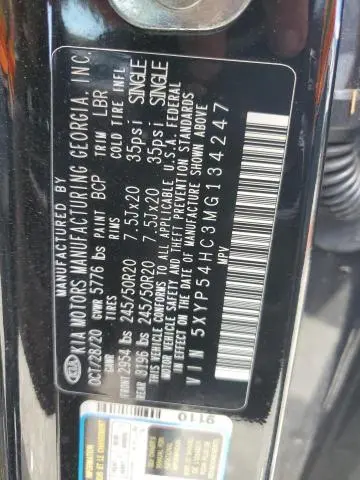 MANUFACTURED BY
KIA KIA MOTORS MANUFACTURING GEORGIA, INC.
OCT/28/20 GVWR 5776 lbs PAINT BCP TRIM LBR
TIRES RIMS COLD TIRE INFL
FRONT 2954 lbs 245/50R20 7.5Jx20 35psi SINGLE
REAR 3196 lbs 245/50R20 7.5Jx20 35psi SINGLE
THIS VEHICLE CONFORMS TO ALL APPLICABLE U.S.A. FEDERAL
MOTOR VEHICLE SAFETY AND THEFT PREVENTION STANDARDS
IN EFFECT ON THE DATE OF MANUFACTURE SHOWN ABOVE
VIN 5XYP54HC3MG134247
MPV
9110
INFORMATION